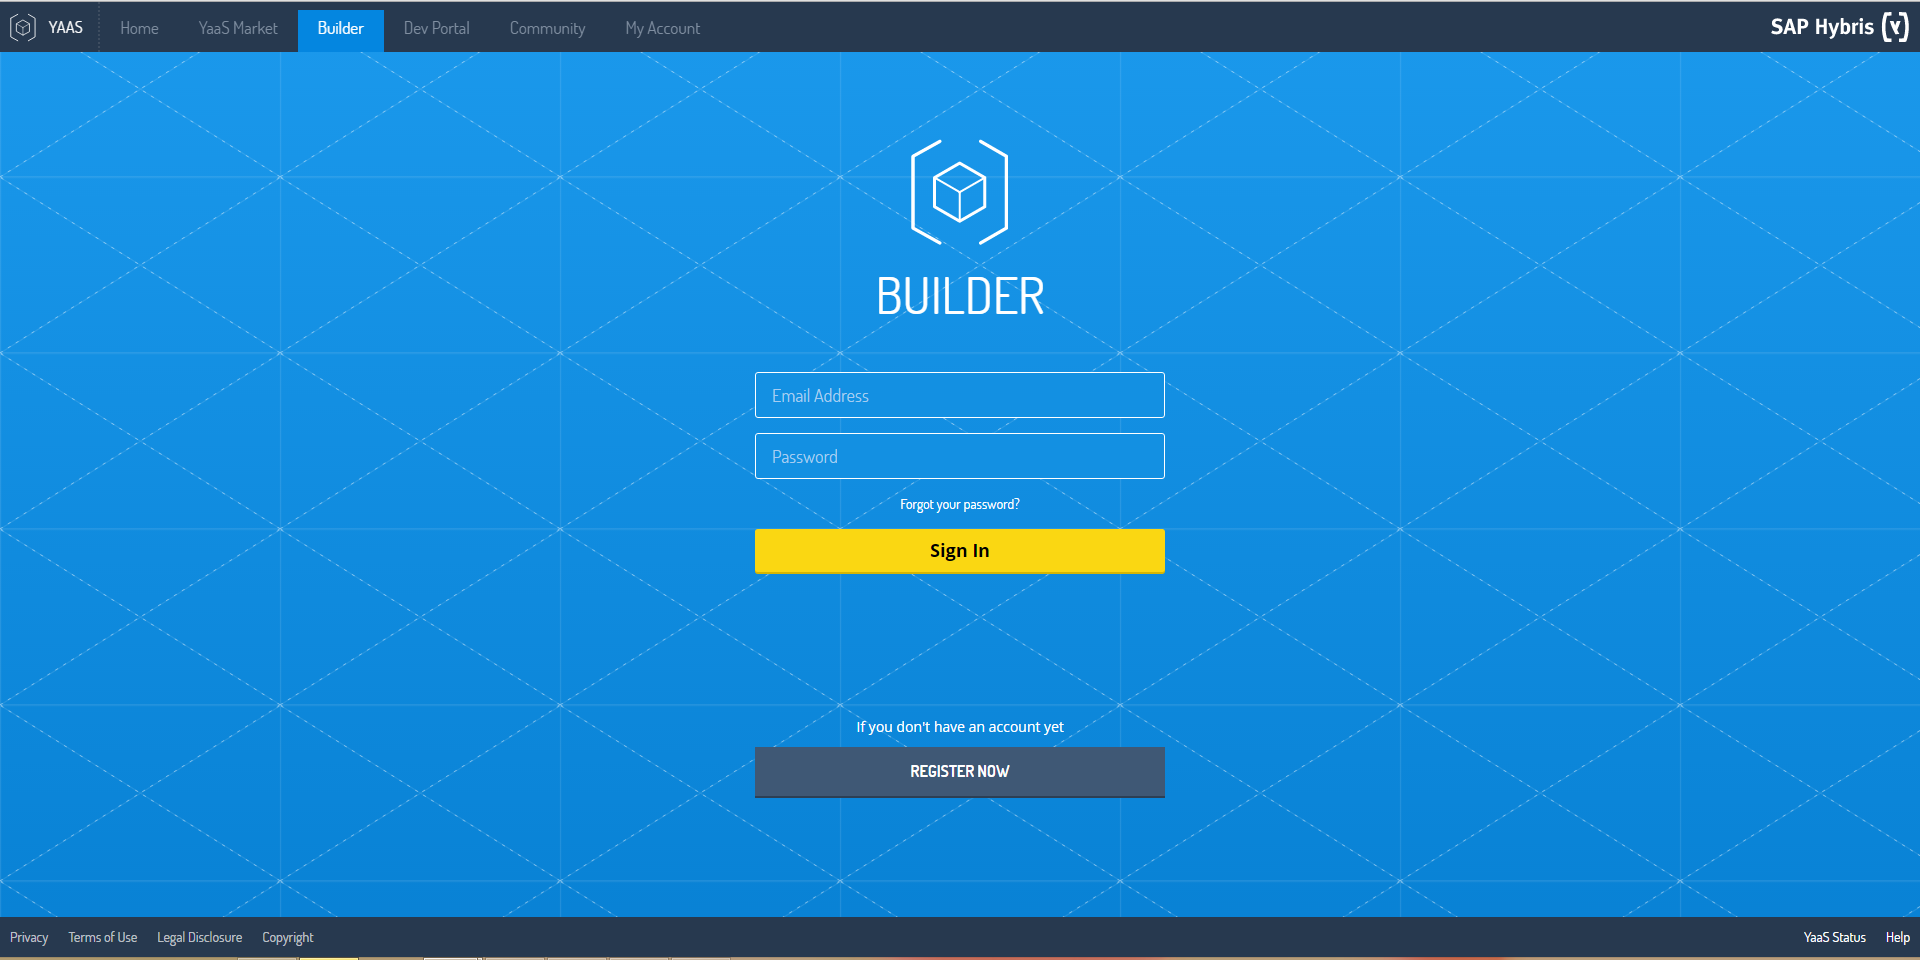 YAAS Home YaaS Market Builder Dev Portal Community My Account SAP Hybris (Y)
BUILDER
Email Address
Password
Forgot your password?
Sign In
If you don't have an account yet
REGISTER NOW
Privacy Terms of Use Legal Disclosure Copyright YaaS Status Help